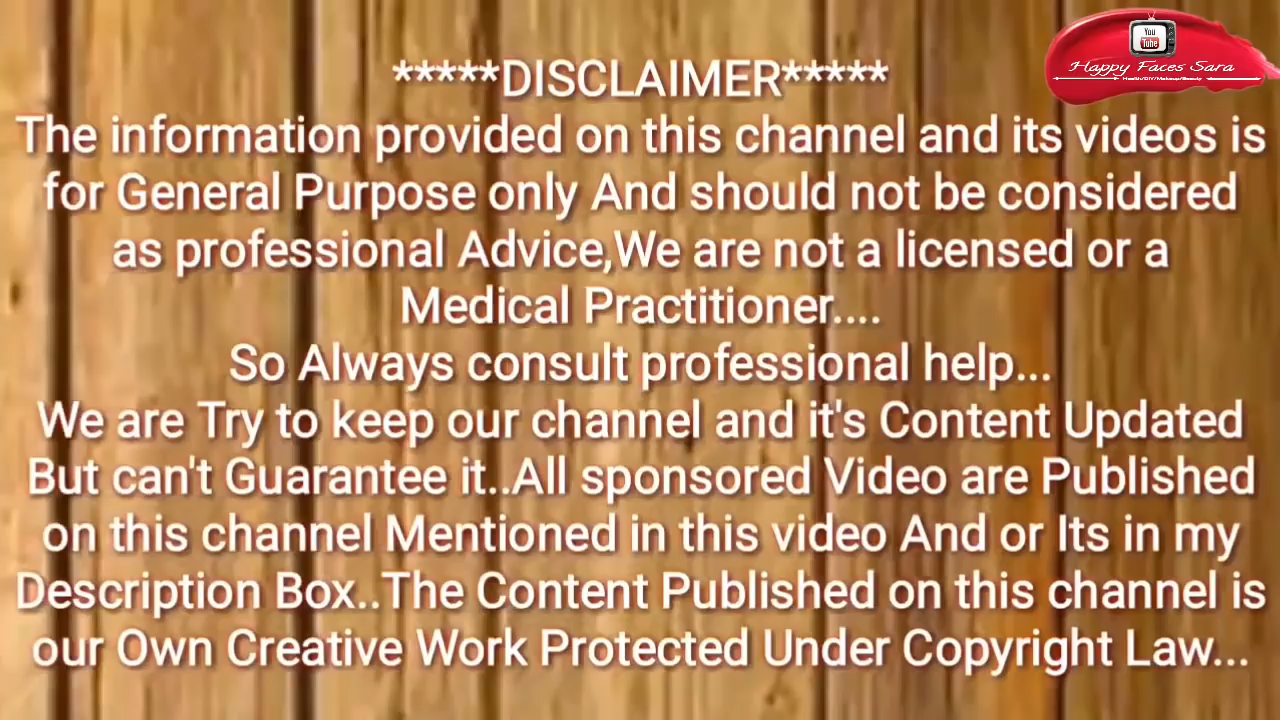 You
Tube
Happy Faces Sara
Health/DIY/Makeup/Beauty
*****DISCLAIMER*****
The information provided on this channel and its videos is
for General Purpose only And should not be considered
as professional Advice,We are not a licensed or a
Medical Practitioner....
So Always consult professional help...
We are Try to keep our channel and it's Content Updated
But can't Guarantee it..All sponsored Video are Published
on this channel Mentioned in this video And or Its in my
Description Box..The Content Published on this channel is
our Own Creative Work Protected Under Copyright Law...